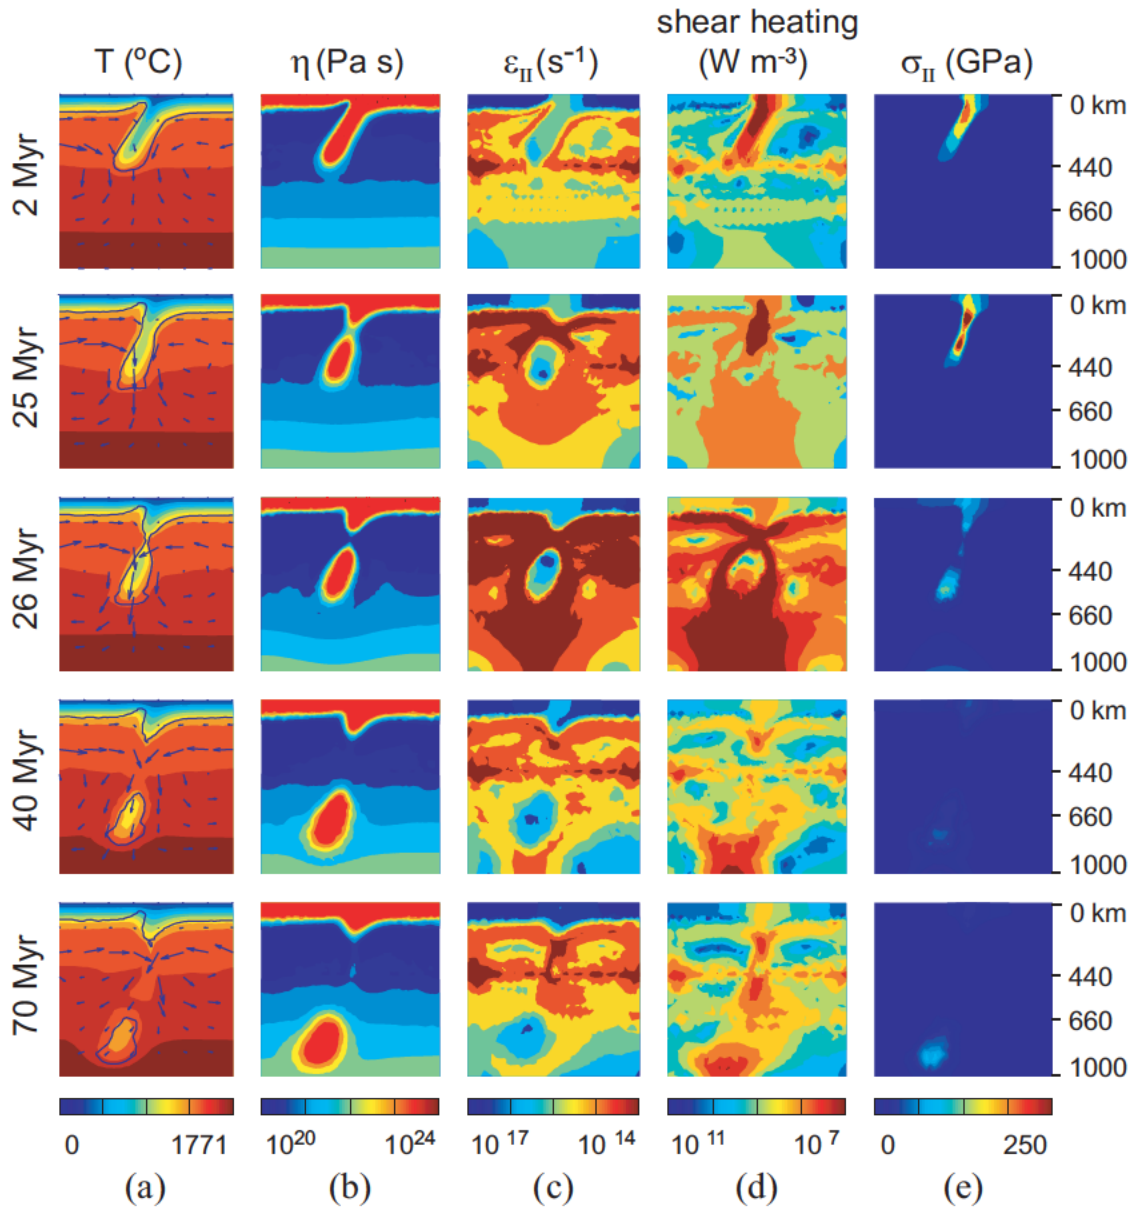 shear heating
T (ºC) η (Pa s) ε_II (s⁻¹) (W m⁻³) σ_II (GPa)
2 Myr
0 km
440
660
1000
25 Myr
0 km
440
660
1000
26 Myr
0 km
440
660
1000
40 Myr
0 km
440
660
1000
70 Myr
0 km
440
660
1000
0 1771 10²⁰ 10²⁴ 10 ¹⁷ 10 ¹⁴ 10 ¹¹ 10 ⁷ 0 250
(a) (b) (c) (d) (e)